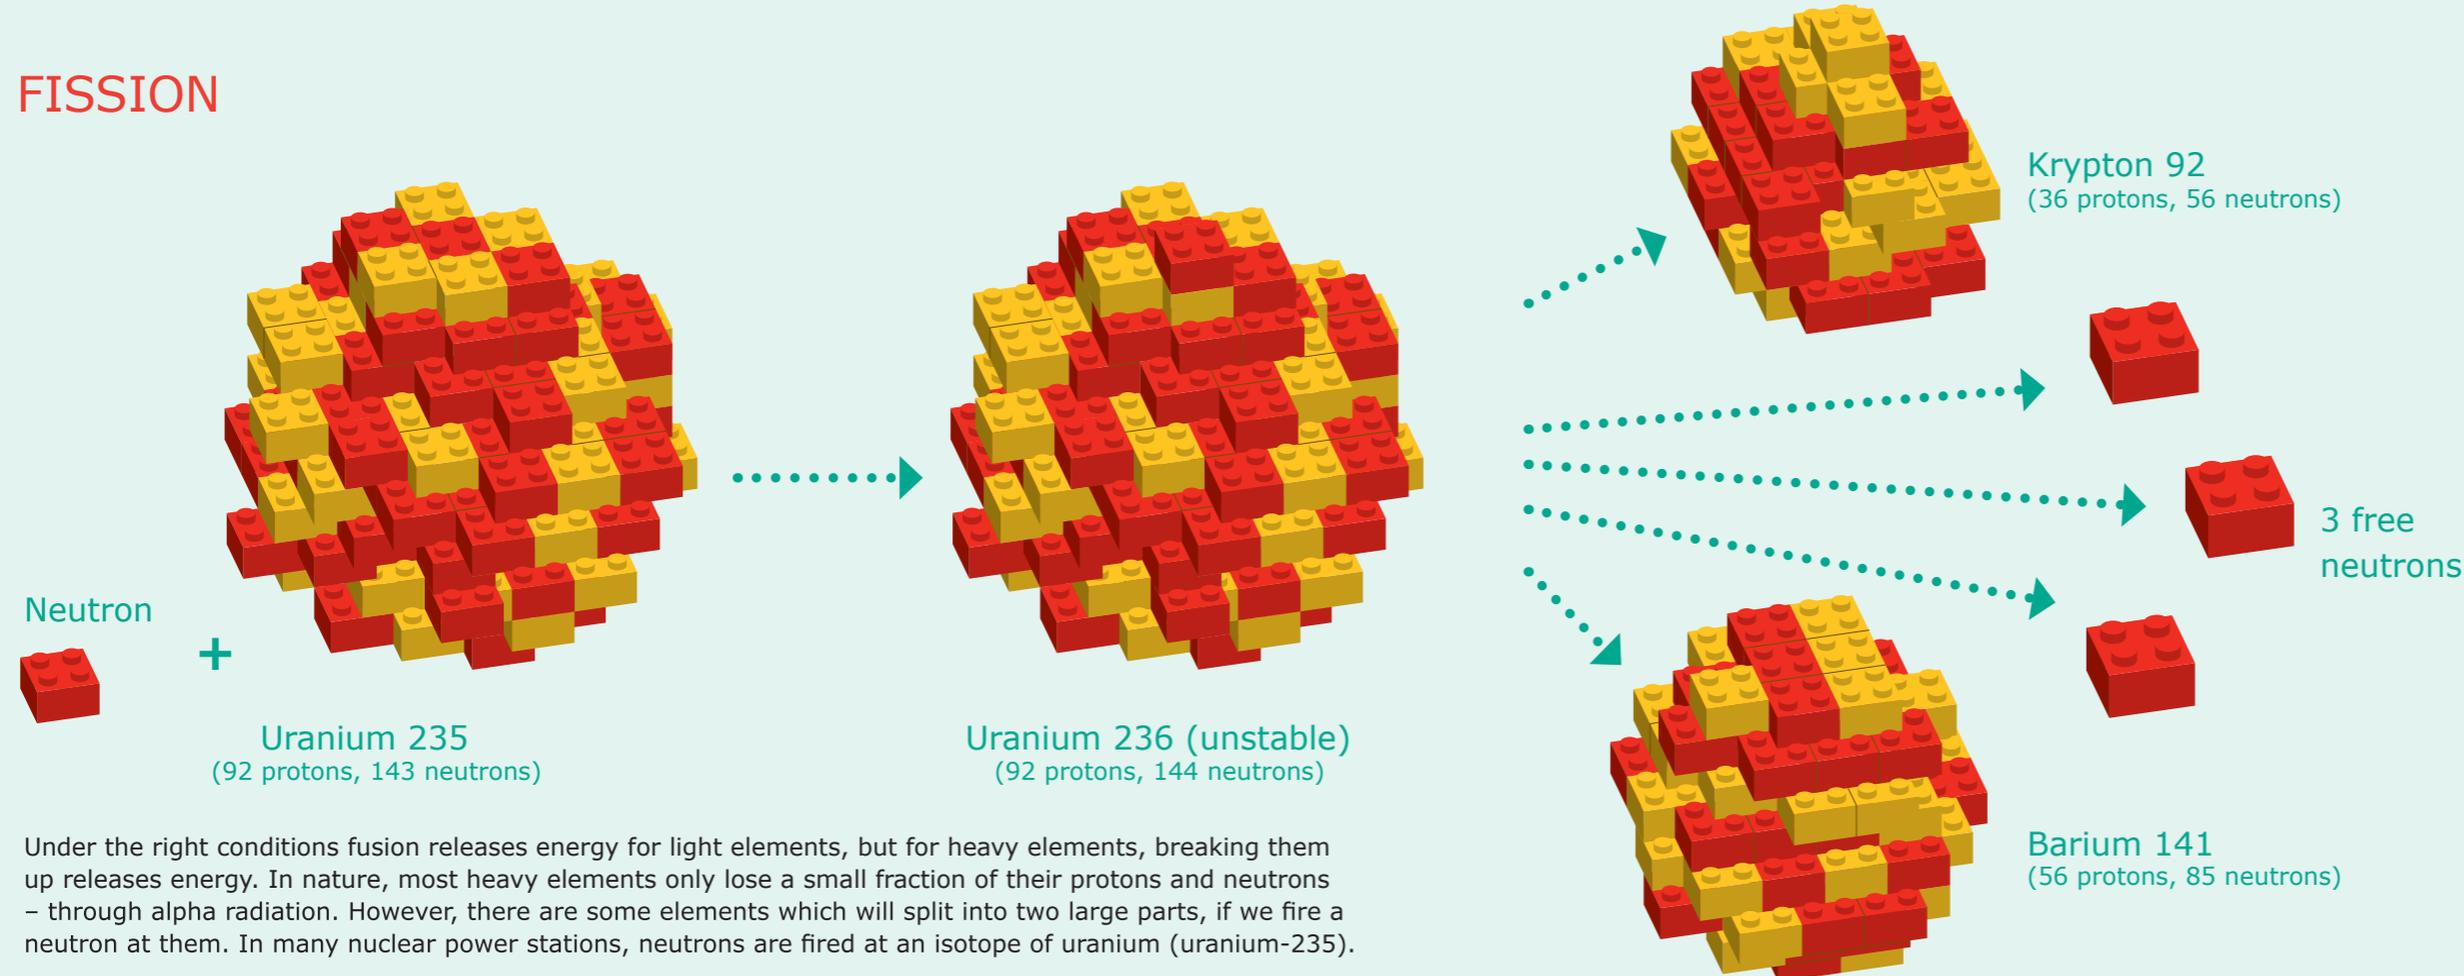 FISSION
Krypton 92
(36 protons, 56 neutrons)
3 free
neutrons
Neutron
+
Uranium 235
(92 protons, 143 neutrons)
Uranium 236 (unstable)
(92 protons, 144 neutrons)
Barium 141
(56 protons, 85 neutrons)
Under the right conditions fusion releases energy for light elements, but for heavy elements, breaking them
up releases energy. In nature, most heavy elements only lose a small fraction of their protons and neutrons
– through alpha radiation. However, there are some elements which will split into two large parts, if we fire a
neutron at them. In many nuclear power stations, neutrons are fired at an isotope of uranium (uranium-235).